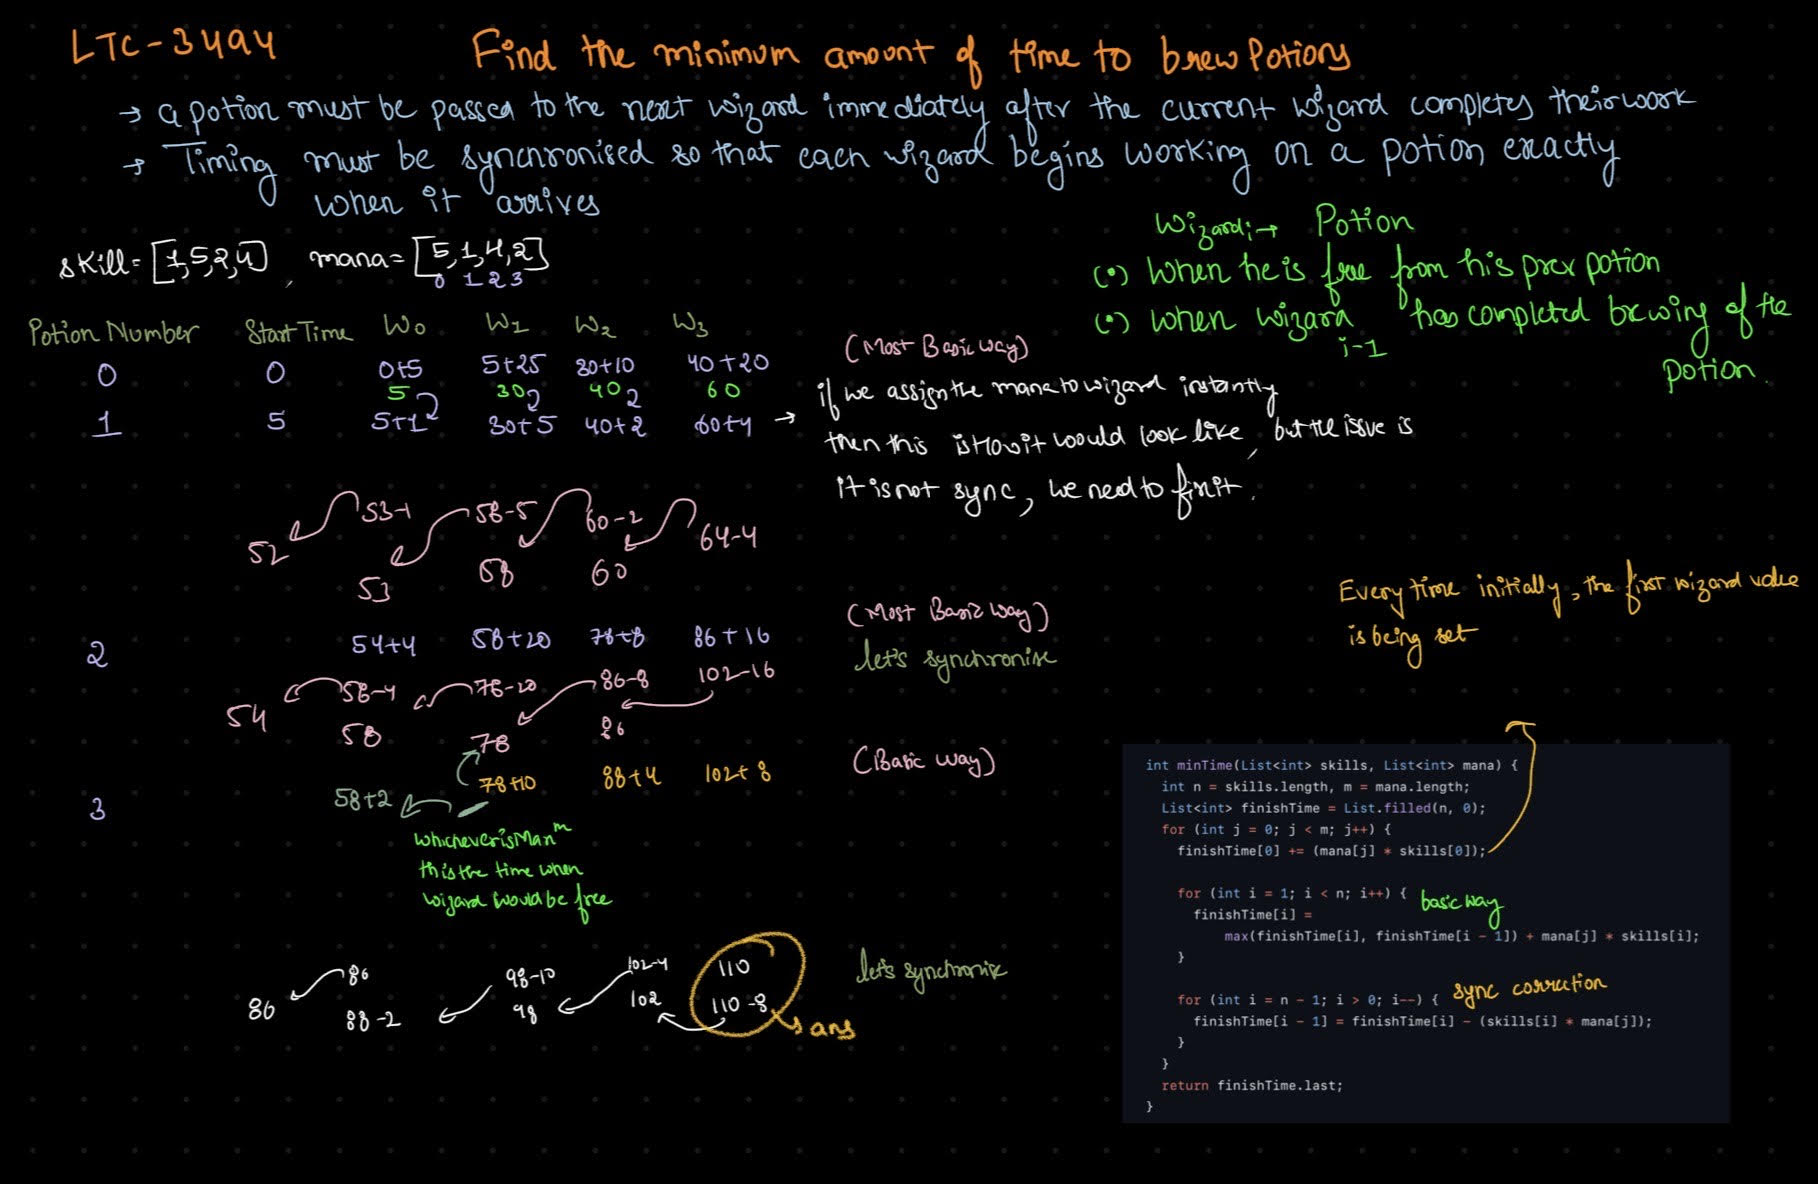 LTC-3494 Find the minimum amount of time to brew Potions
→ a potion must be passed to the next wizard immediately after the current wizard completes their work
→ Timing must be synchronised so that each wizard begins working on a potion exactly
when it arrives
skill = [1,5,2,4] , mana = [5,1,4,2]
0 1 2 3
Wizard i → Potion
(•) When he is free from his prev potion
(•) when wizard i-1 has completed brewing of the
potion.
Potion Number Start Time W0 W1 W2 W3
0 0 0+5 5+25 30+10 40+20
5 30 40 60
1 5 5+1 30+5 40+2 60+4 →
(Most Basic way)
if we assign the mana to wizard instantly
then this is How it would look like, but the issue is
it is not sync, we need to fix it.
53-1 58-5 60-2 64-4
52 53 58 60
(Most Basic way)
2 54+4 58+20 78+8 86+16
let's synchronise
58-4 78-20 86-8 102-16
54 58 78 86
(Basic way)
3 58+2 78+10 88+4 102+8
whichever is Maxm
this the time when
wizard would be free
86 98-10 102-4 110
86 88-2 98 102 110-8
let's synchronise
ans
Every time initially, the first wizard value
is being set
int minTime(List<int> skills, List<int> mana) {
int n = skills.length, m = mana.length;
List<int> finishTime = List.filled(n, 0);
for (int j = 0; j < m; j++) {
finishTime[0] += (mana[j] * skills[0]);
for (int i = 1; i < n; i++) { basic way
finishTime[i] =
max(finishTime[i], finishTime[i - 1]) + mana[j] * skills[i];
}
for (int i = n - 1; i > 0; i--) { sync correction
finishTime[i - 1] = finishTime[i] - (skills[i] * mana[j]);
}
}
return finishTime.last;
}